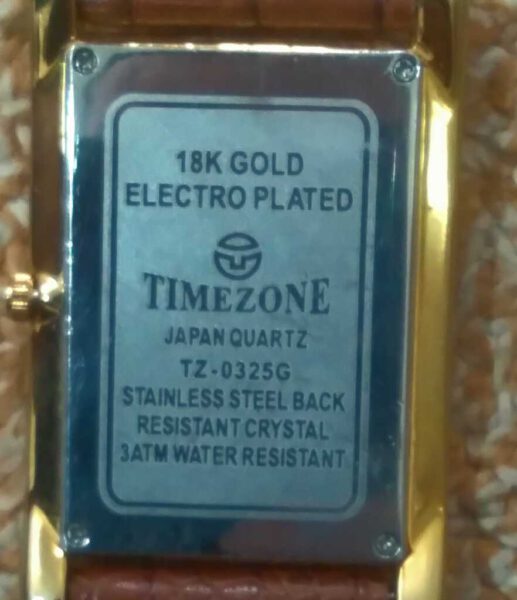 18K GOLD
ELECTRO PLATED
TIMEZONE
JAPAN QUARTZ
TZ-0325G
STAINLESS STEEL BACK
RESISTANT CRYSTAL
3ATM WATER RESISTANT